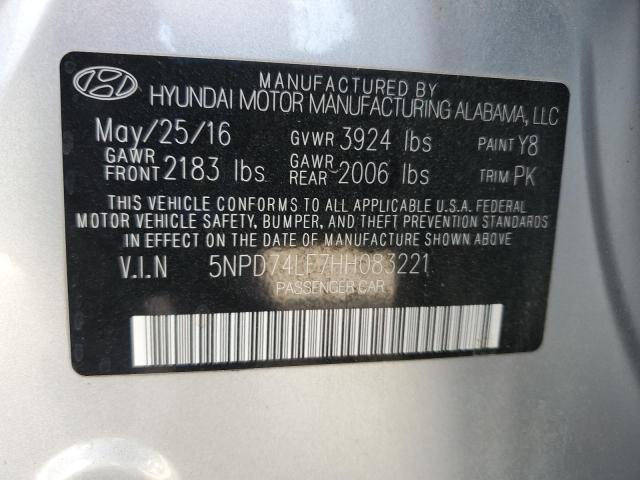 MANUFACTURED BY
HYUNDAI MOTOR MANUFACTURING ALABAMA, LLC
May/25/16 GVWR 3924 lbs PAINT Y8
GAWR FRONT 2183 lbs GAWR REAR 2006 lbs TRIM PK
THIS VEHICLE CONFORMS TO ALL APPLICABLE U.S.A. FEDERAL
MOTOR VEHICLE SAFETY, BUMPER, AND THEFT PREVENTION STANDARDS
IN EFFECT ON THE DATE OF MANUFACTURE SHOWN ABOVE.
V.I.N 5NPD74LF7HH083221
PASSENGER CAR